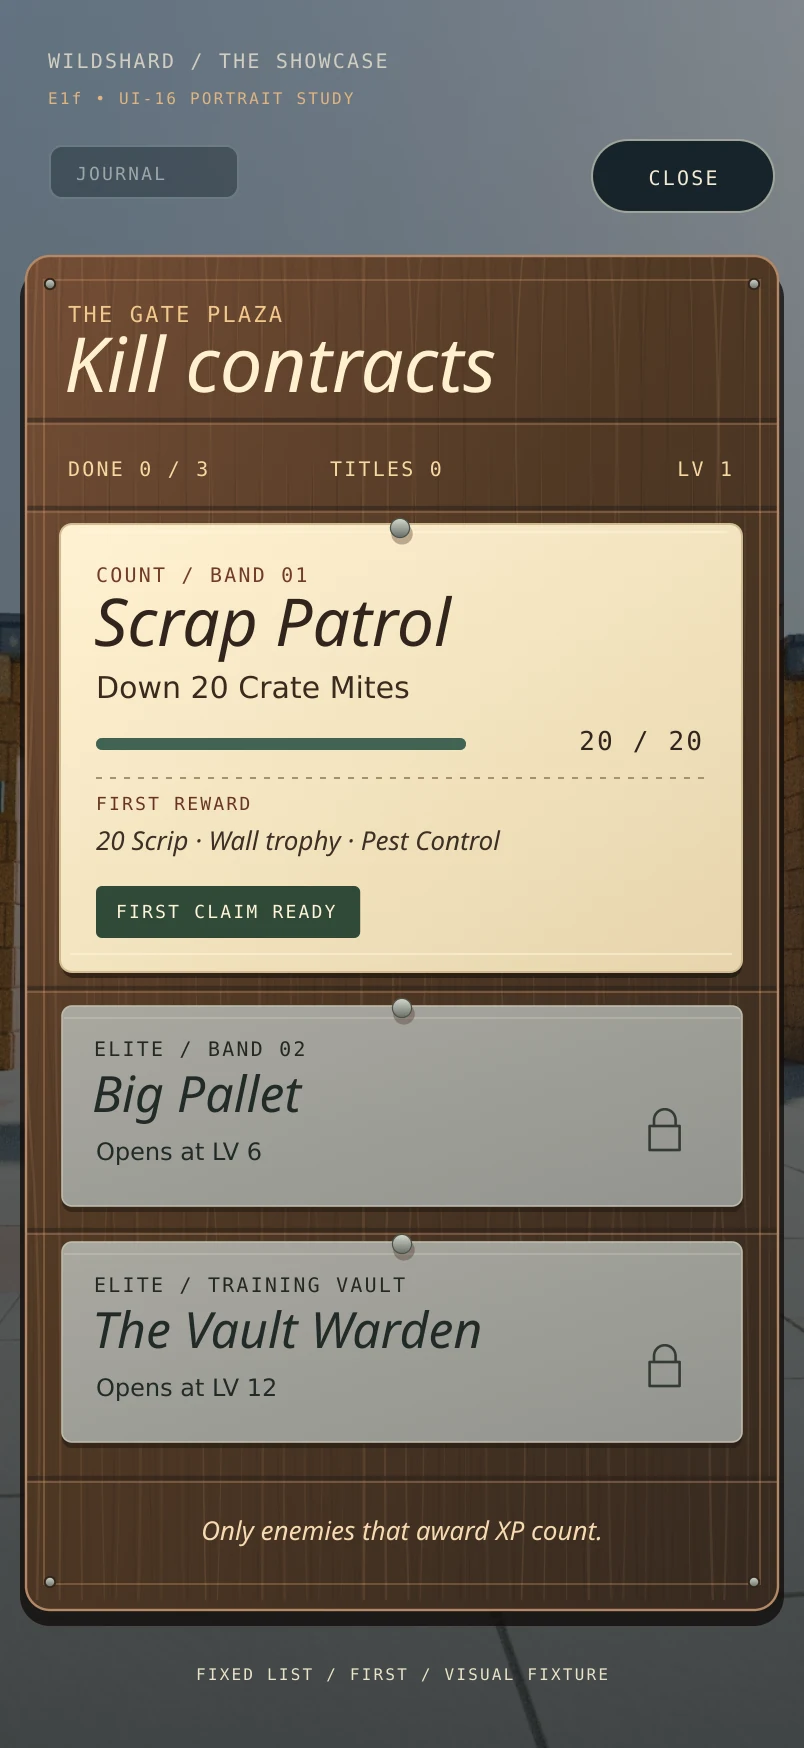 WILDSHARD / THE SHOWCASE
E1f • UI-16 PORTRAIT STUDY
JOURNAL
CLOSE
THE GATE PLAZA
Kill contracts
DONE 0 / 3 TITLES 0 LV 1
COUNT / BAND 01
Scrap Patrol
Down 20 Crate Mites
20 / 20
FIRST REWARD
20 Scrip · Wall trophy · Pest Control
FIRST CLAIM READY
ELITE / BAND 02
Big Pallet
Opens at LV 6
ELITE / TRAINING VAULT
The Vault Warden
Opens at LV 12
Only enemies that award XP count.
FIXED LIST / FIRST / VISUAL FIXTURE